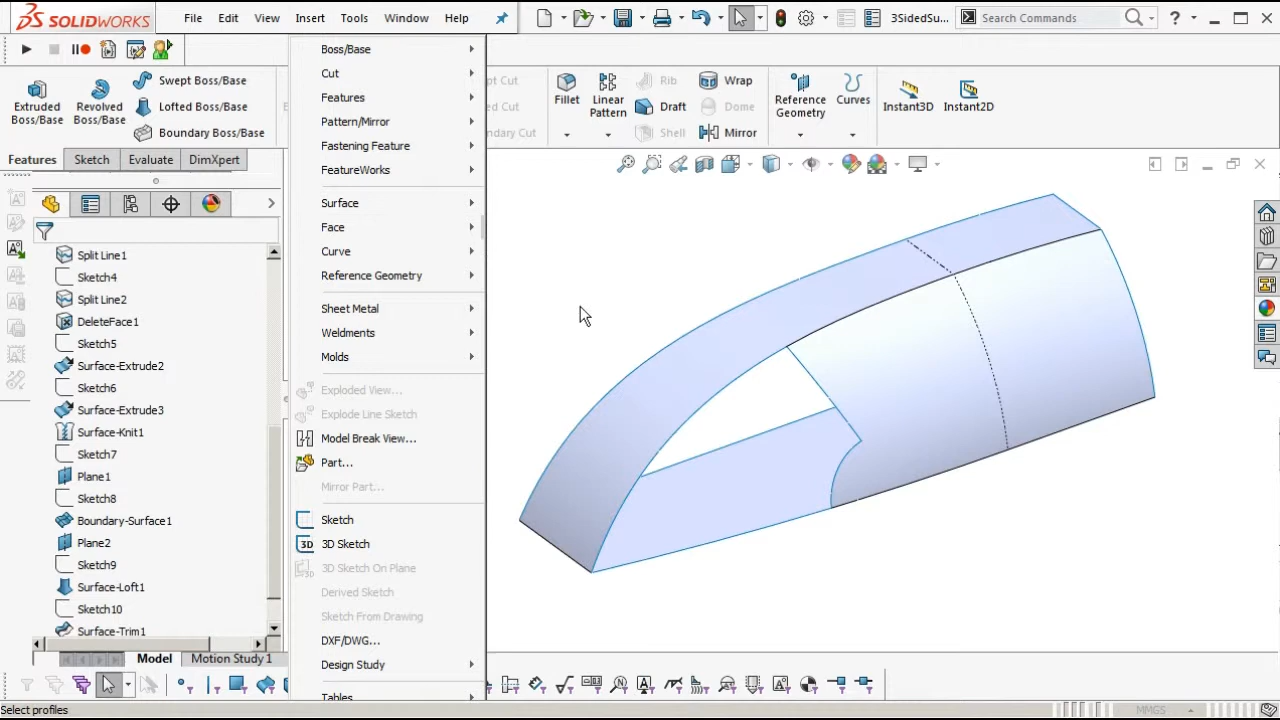 SOLIDWORKS File Edit View Insert Tools Window Help 3SidedSu... Search Commands
Extruded Boss/Base
Revolved Boss/Base
Swept Boss/Base
Lofted Boss/Base
Boundary Boss/Base
Fillet
Linear Pattern
Rib
Draft
Shell
Wrap
Dome
Mirror
Reference Geometry
Curves
Instant3D
Instant2D
Features Sketch Evaluate DimXpert
Split Line1
Sketch4
Split Line2
DeleteFace1
Sketch5
Surface-Extrude2
Sketch6
Surface-Extrude3
Surface-Knit1
Sketch7
Plane1
Sketch8
Boundary-Surface1
Plane2
Sketch9
Surface-Loft1
Sketch10
Surface-Trim1
Boss/Base
Cut
Features
Pattern/Mirror
Fastening Feature
FeatureWorks
Surface
Face
Curve
Reference Geometry
Sheet Metal
Weldments
Molds
Exploded View...
Explode Line Sketch
Model Break View...
Part...
Mirror Part...
Sketch
3D Sketch
3D Sketch On Plane
Derived Sketch
Sketch From Drawing
DXF/DWG...
Design Study
Tables
Model Motion Study 1
Select profiles
MMGS